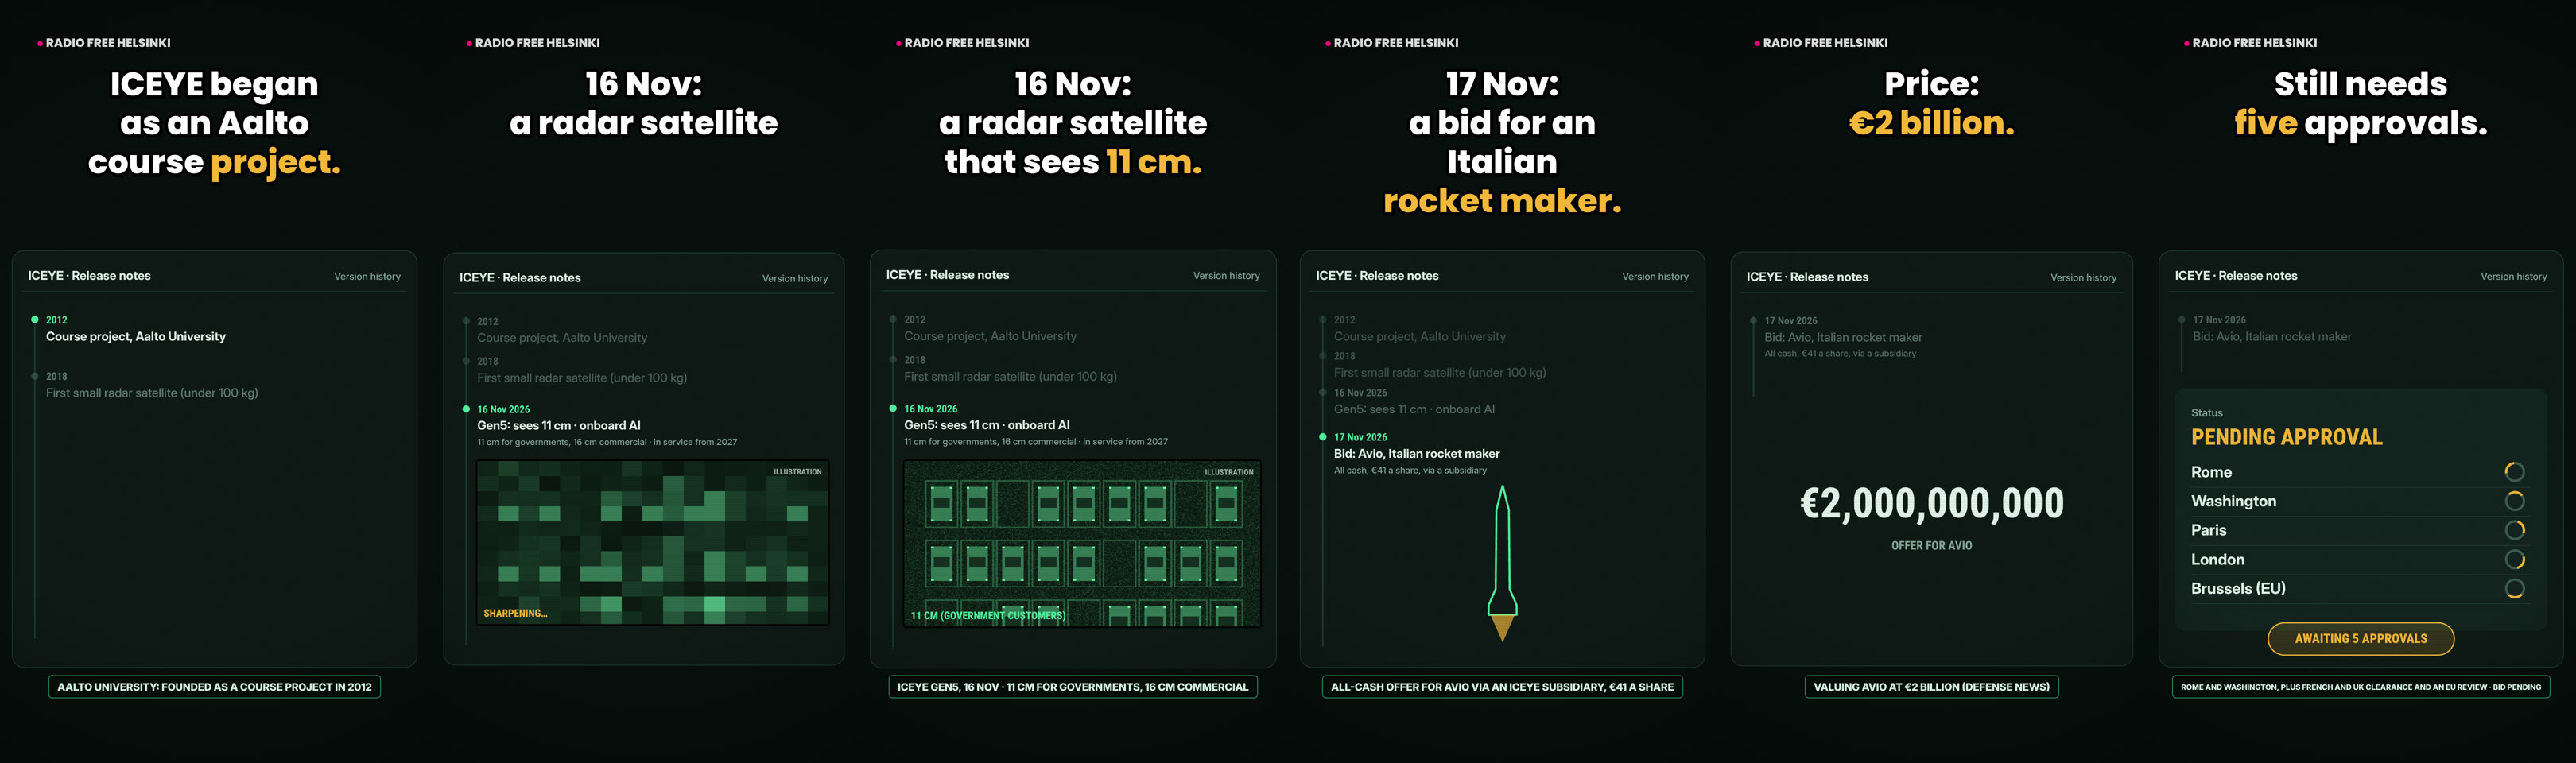 RADIO FREE HELSINKI
ICEYE began
as an Aalto
course project.
ICEYE · Release notes
Version history
2012
Course project, Aalto University
2018
First small radar satellite (under 100 kg)
AALTO UNIVERSITY: FOUNDED AS A COURSE PROJECT IN 2012
RADIO FREE HELSINKI
16 Nov:
a radar satellite
ICEYE · Release notes
Version history
2012
Course project, Aalto University
2018
First small radar satellite (under 100 kg)
16 Nov 2026
Gen5: sees 11 cm · onboard AI
11 cm for governments, 16 cm commercial · in service from 2027
ILLUSTRATION
SHARPENING...
RADIO FREE HELSINKI
16 Nov:
a radar satellite
that sees 11 cm.
ICEYE · Release notes
Version history
2012
Course project, Aalto University
2018
First small radar satellite (under 100 kg)
16 Nov 2026
Gen5: sees 11 cm · onboard AI
11 cm for governments, 16 cm commercial · in service from 2027
ILLUSTRATION
11 CM (GOVERNMENT CUSTOMERS)
ICEYE GEN5, 16 NOV · 11 CM FOR GOVERNMENTS, 16 CM COMMERCIAL
RADIO FREE HELSINKI
17 Nov:
a bid for an
Italian
rocket maker.
ICEYE · Release notes
Version history
2012
Course project, Aalto University
2018
First small radar satellite (under 100 kg)
16 Nov 2026
Gen5: sees 11 cm · onboard AI
17 Nov 2026
Bid: Avio, Italian rocket maker
All cash, €41 a share, via a subsidiary
ALL-CASH OFFER FOR AVIO VIA AN ICEYE SUBSIDIARY, €41 A SHARE
RADIO FREE HELSINKI
Price:
€2 billion.
ICEYE · Release notes
Version history
17 Nov 2026
Bid: Avio, Italian rocket maker
All cash, €41 a share, via a subsidiary
€2,000,000,000
OFFER FOR AVIO
VALUING AVIO AT €2 BILLION (DEFENSE NEWS)
RADIO FREE HELSINKI
Still needs
five approvals.
ICEYE · Release notes
Version history
17 Nov 2026
Bid: Avio, Italian rocket maker
Status
PENDING APPROVAL
Rome
Washington
Paris
London
Brussels (EU)
AWAITING 5 APPROVALS
ROME AND WASHINGTON, PLUS FRENCH AND UK CLEARANCE AND AN EU REVIEW · BID PENDING